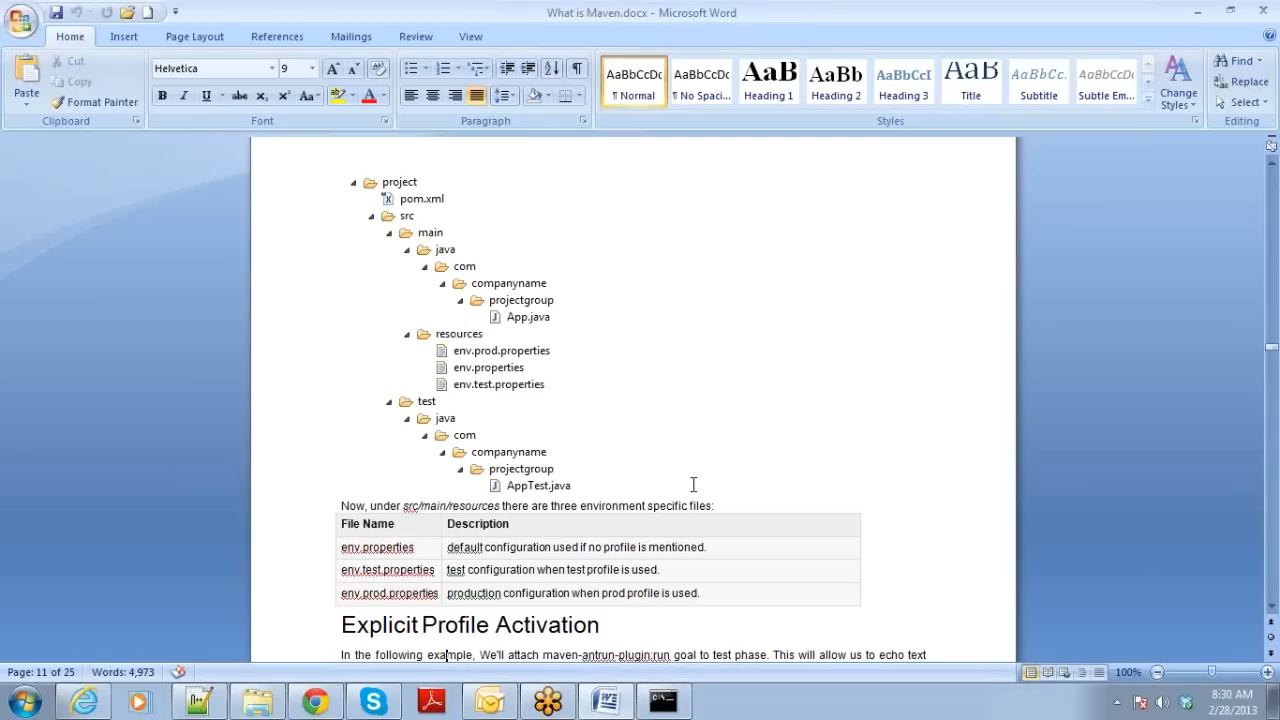 What is Maven.docx - Microsoft Word
Home Insert Page Layout References Mailings Review View
Paste
Cut
Copy
Format Painter
Clipboard
Helvetica 9
Font
Paragraph
AaBbCcDc AaBbCcDc AaB AaBb AaBbCcI AaB AaBbCc. AaBbCcDc
¶ Normal ¶ No Spaci... Heading 1 Heading 2 Heading 3 Title Subtitle Subtle Em...
Styles
Change Styles
Find
Replace
Select
Editing
project
pom.xml
src
main
java
com
companyname
projectgroup
App.java
resources
env.prod.properties
env.properties
env.test.properties
test
java
com
companyname
projectgroup
AppTest.java
Now, under src/main/resources there are three environment specific files:
File Name Description
env.properties default configuration used if no profile is mentioned.
env.test.properties test configuration when test profile is used.
env.prod.properties production configuration when prod profile is used.
Explicit Profile Activation
In the following example, We'll attach maven-antrun-plugin:run goal to test phase. This will allow us to echo text
Page: 11 of 25 Words: 4,973 100%
8:30 AM
2/28/2013